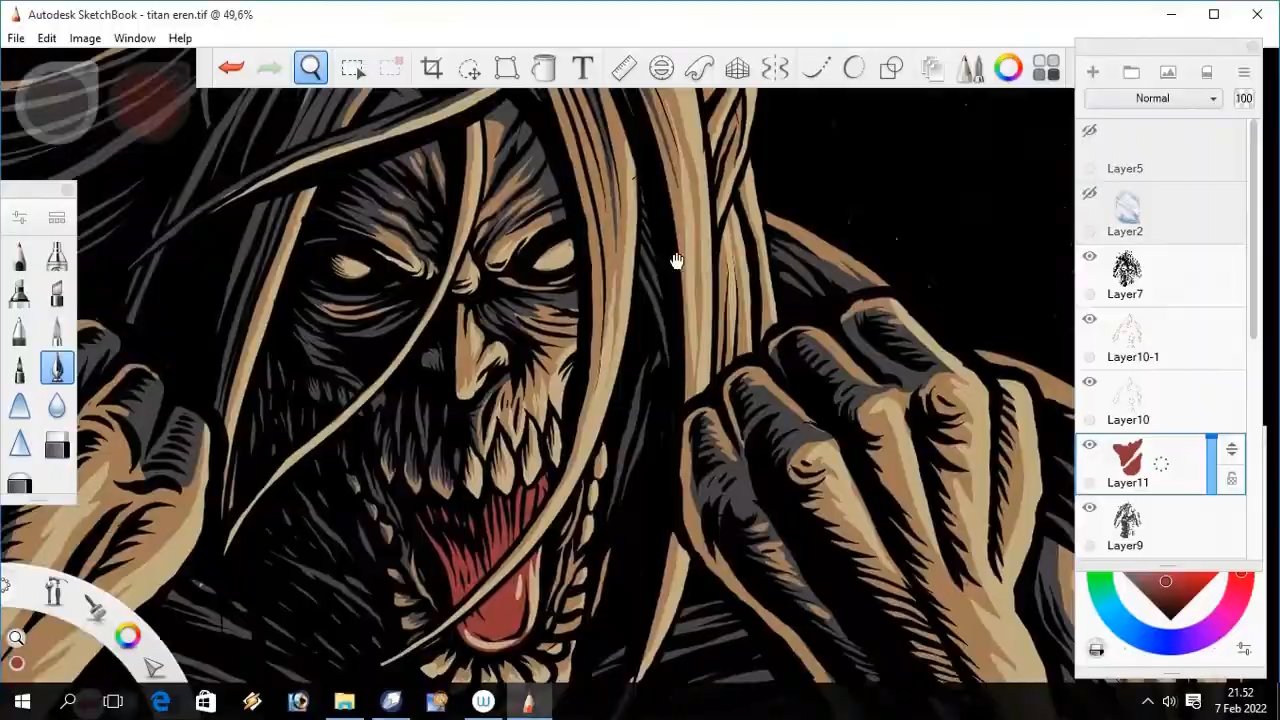 Autodesk SketchBook - titan eren.tif @ 49,6%
File Edit Image Window Help
T
Normal 100
Layer5
Layer2
Layer7
Layer10-1
Layer10
Layer11
Layer9
21.52
7 Feb 2022